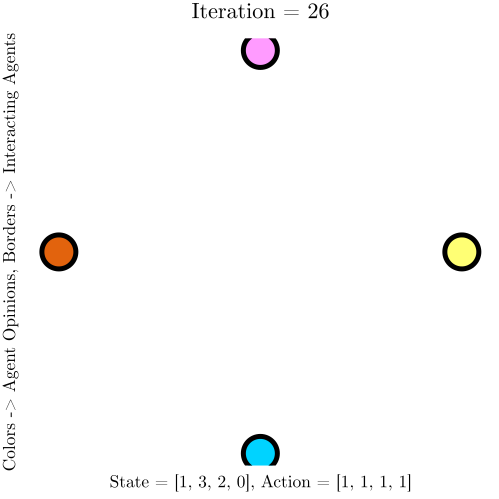 Iteration = 26
Colors -> Agent Opinions, Borders -> Interacting Agents
State = [1, 3, 2, 0], Action = [1, 1, 1, 1]